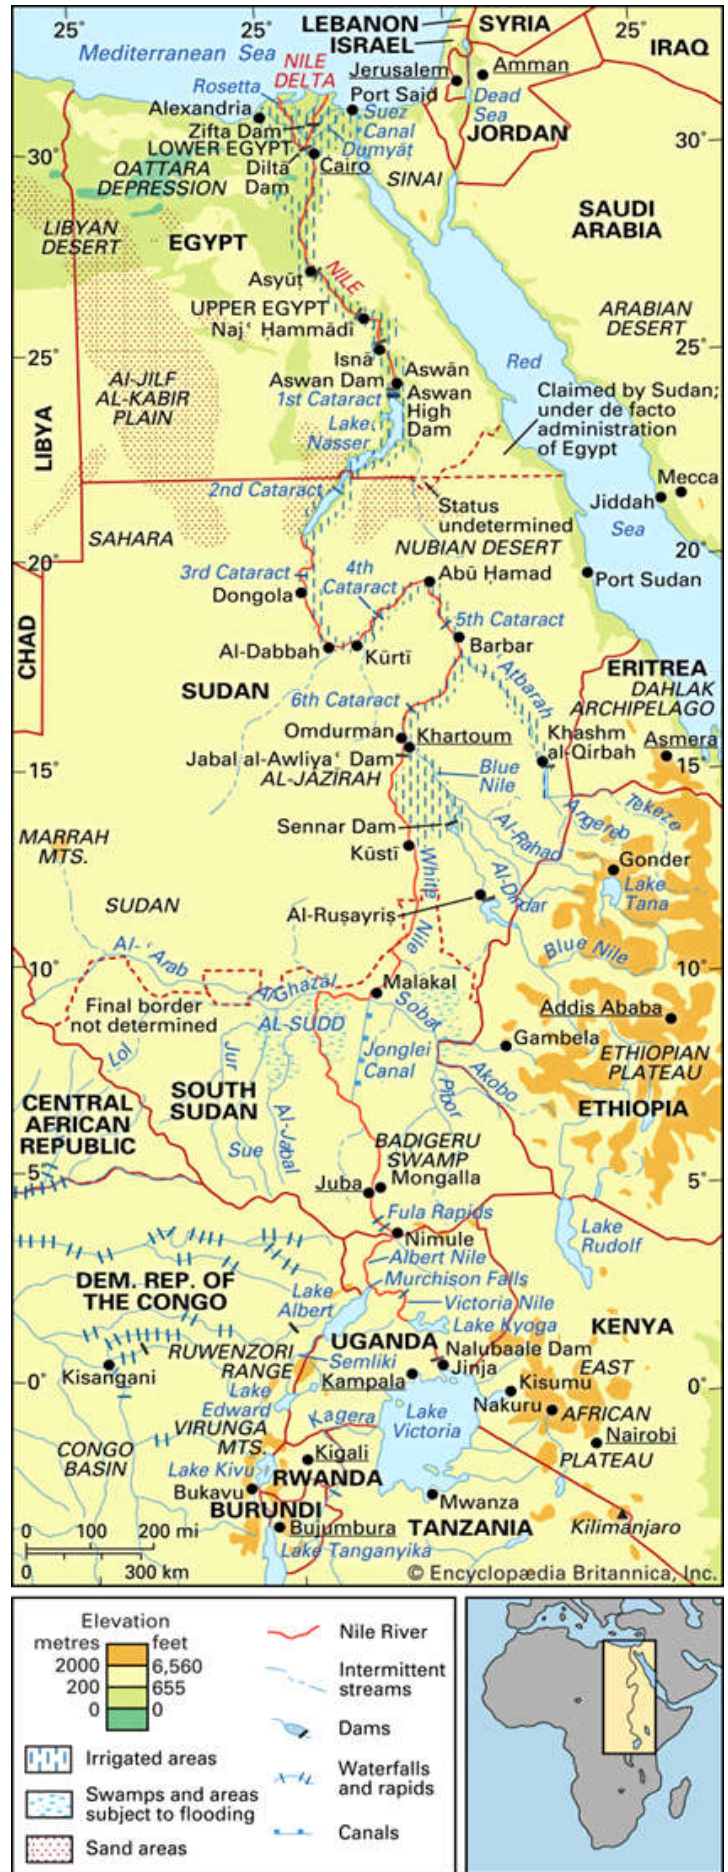 25°
25°
25°
LEBANON
SYRIA
ISRAEL
IRAQ
Mediterranean Sea
NILE
DELTA
Jerusalem
Amman
Rosetta
Port Said
Dead
Sea
Alexandria
Suez
Canal
Zifta Dam
JORDAN
LOWER EGYPT
Dumyāṭ
30°
30°
QATTARA
DEPRESSION
Diltā
Dam
Cairo
SINAI
LIBYAN
DESERT
EGYPT
SAUDI
ARABIA
Asyūṭ
NILE
UPPER EGYPT
Najʿ Ḥammādī
ARABIAN
DESERT
25°
25°
Isnā
Red
Aswān
Aswan Dam
AI-JILF
AL-KABIR
PLAIN
1st Cataract
Aswan
High
Dam
Claimed by Sudan;
under de facto
administration
of Egypt
LIBYA
Lake
Nasser
Mecca
2nd Cataract
Jiddah
Status
undetermined
Sea
SAHARA
NUBIAN DESERT
20°
20°
3rd Cataract
4th
Cataract
Abū Ḥamad
Port Sudan
Dongola
5th Cataract
CHAD
Al-Dabbah
Kūrtī
Barbar
ERITREA
SUDAN
Atbarah
DAHLAK
ARCHIPELAGO
6th Cataract
Omdurman
Khartoum
Khashm
al-Qirbah
Asmera
Jabal al-Awliyaʿ Dam
15°
15
AL-JAZIRAH
Blue
Nile
Angereb
Tekeze
Sennar Dam
Al-Rahad
MARRAH
MTS.
Kūstī
Gonder
White
Nile
Al-Dindar
Lake
Tana
SUDAN
Al-Ruṣayriṣ
Al-ʿArab
Blue Nile
10°
10°
Al-Ghazāl
Malakal
Final border
not determined
Sobat
Addis Ababa
AL-SUDD
Gambela
Lol
Jur
Jonglei
Canal
ETHIOPIAN
PLATEAU
Akobo
Pibor
SOUTH
SUDAN
CENTRAL
AFRICAN
REPUBLIC
Al-Jabal
ETHIOPIA
Sue
BADIGERU
SWAMP
5°
5°
Mongalla
Juba
Fula Rapids
Nimule
Lake
Rudolf
Albert Nile
Murchison Falls
DEM. REP. OF
THE CONGO
Lake
Albert
Victoria Nile
Lake Kyoga
KENYA
UGANDA
Nalubaale Dam
RUWENZORI
RANGE
Semliki
Jinja
EAST
Kisangani
Kampala
Kisumu
0°
0°
Lake
Edward
Nakuru
AFRICAN
Kagera
Lake
Victoria
VIRUNGA
MTS.
Nairobi
CONGO
BASIN
Kigali
PLATEAU
Lake Kivu
RWANDA
Bukavu
Mwanza
BURUNDI
0 100 200 mi
Bujumbura
TANZANIA
Kilimanjaro
Lake Tanganyika
0 300 km
© Encyclopædia Britannica, Inc.
Elevation
metres feet
2000 6,560
200 655
0 0
Irrigated areas
Swamps and areas
subject to flooding
Sand areas
Nile River
Intermittent
streams
Dams
Waterfalls
and rapids
Canals